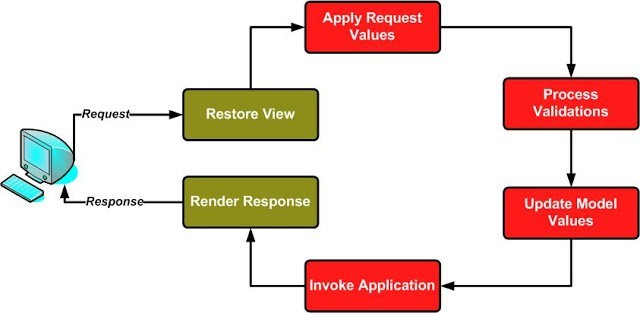 Request
Restore View
Apply Request
Values
Process
Validations
Update Model
Values
Invoke Application
Render Response
Response